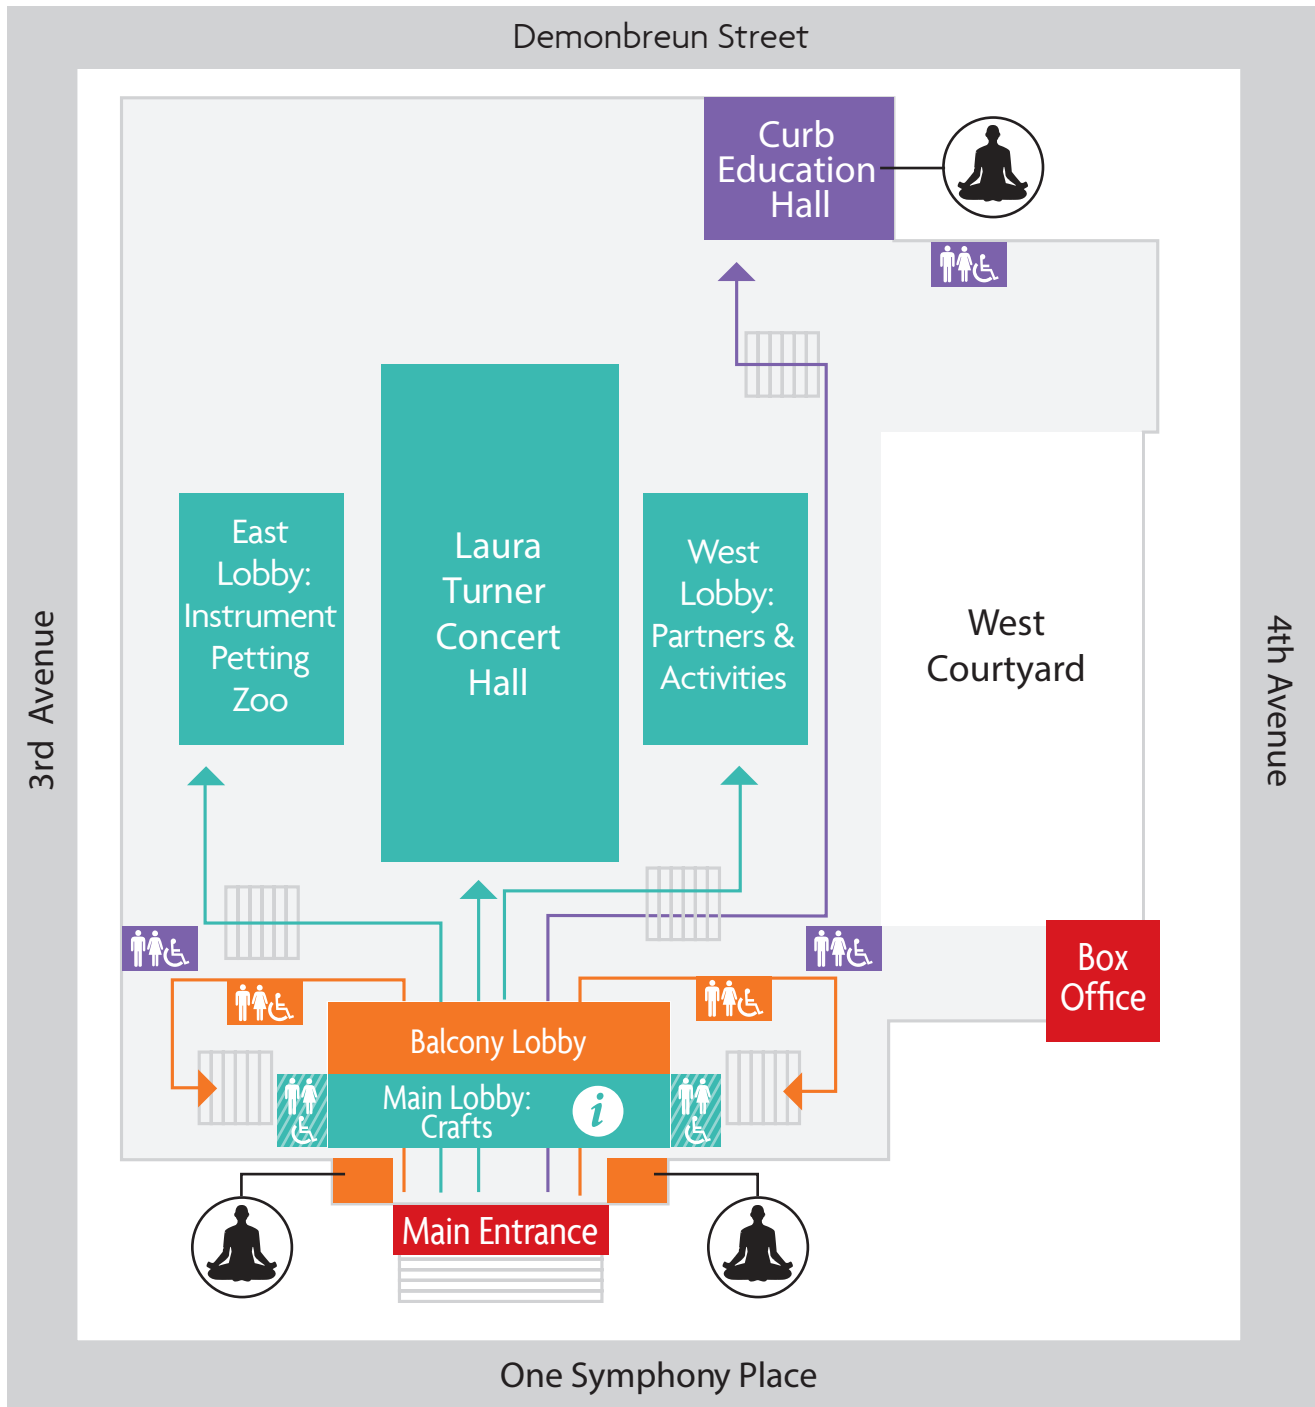 Demonbreun Street
Curb
Education
Hall
East
Lobby:
Instrument
Petting
Zoo
Laura
Turner
Concert
Hall
West
Lobby:
Partners &
Activities
West
Courtyard
3rd Avenue
4th Avenue
Box
Office
Balcony Lobby
Main Lobby:
Crafts
i
Main Entrance
One Symphony Place